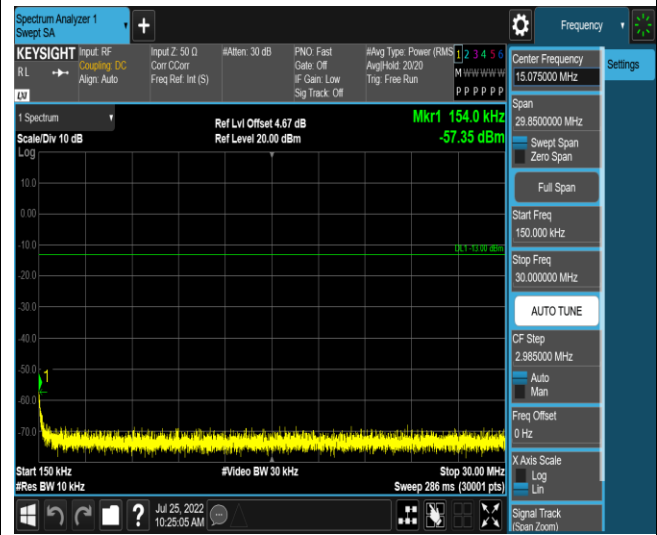 Spectrum Analyzer 1
Swept SA
Frequency
KEYSIGHT
RL
LXI
Input: RF
Coupling: DC
Align: Auto
Input Z: 50 Ω
Corr CCorr
Freq Ref: Int (S)
#Atten: 30 dB
PNO: Fast
Gate: Off
IF Gain: Low
Sig Track: Off
#Avg Type: Power (RMS
Avg|Hold: 20/20
Trig: Free Run
1 2 3 4 5 6
M W W W W W
P P P P P P
1 Spectrum
Scale/Div 10 dB
Log
Ref Lvl Offset 4.67 dB
Ref Level 20.00 dBm
Mkr1 154.0 kHz
-57.35 dBm
10.0
0.00
-10.0
DL1 -13.00 dBm
-20.0
-30.0
-40.0
-50.0
1
-60.0
-70.0
Start 150 kHz
#Video BW 30 kHz
Stop 30.00 MHz
#Res BW 10 kHz
Sweep 286 ms (30001 pts)
?
Jul 25, 2022
10:25:05 AM
Center Frequency
15.075000 MHz
Settings
Span
29.8500000 MHz
Swept Span
Zero Span
Full Span
Start Freq
150.000 kHz
Stop Freq
30.000000 MHz
AUTO TUNE
CF Step
2.985000 MHz
Auto
Man
Freq Offset
0 Hz
X Axis Scale
Log
Lin
Signal Track
(Span Zoom)